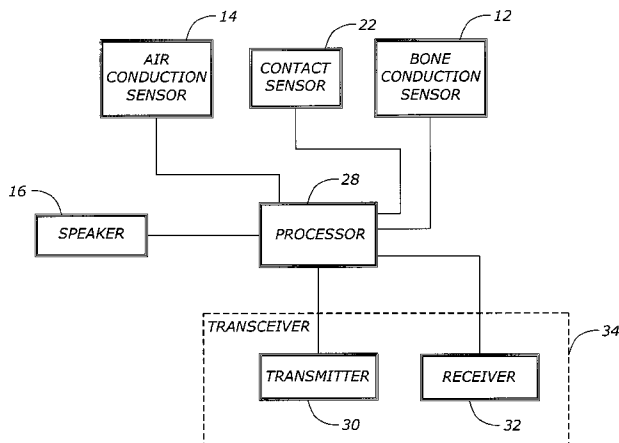 14
22
12
AIR
CONDUCTION
SENSOR
CONTACT
SENSOR
BONE
CONDUCTION
SENSOR
16
28
SPEAKER
PROCESSOR
TRANSCEIVER
34
TRANSMITTER
RECEIVER
30
32